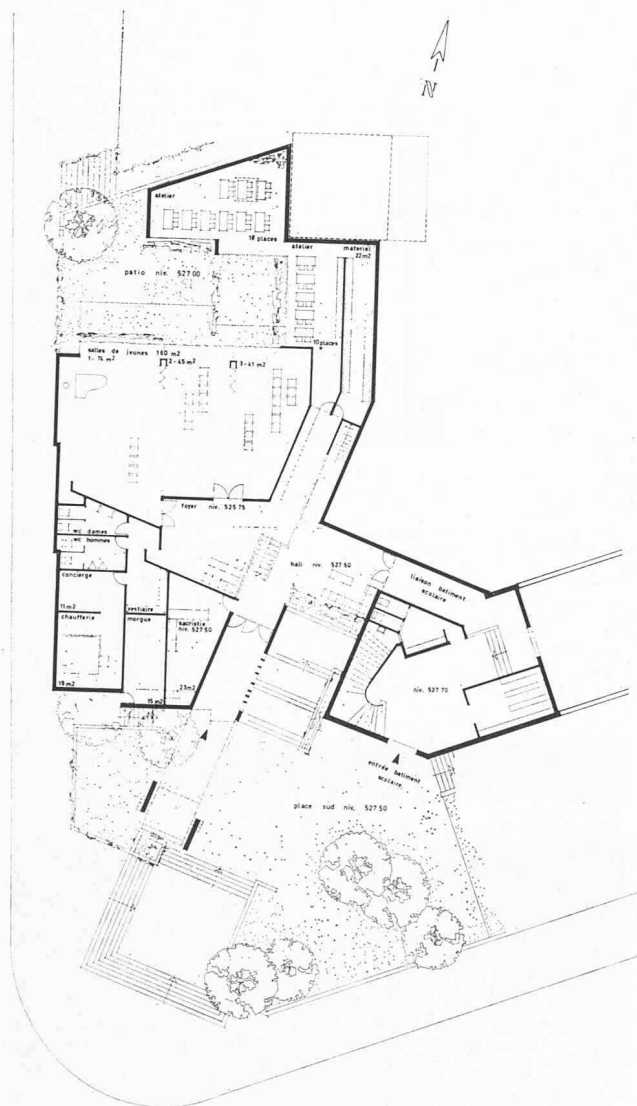 N
atelier
18 places
atelier
materiel
22 m2
patio niv. 527.00
10 places
salles de jeunes 160 m2
1 - 74 m2
2 - 45 m2
3 - 41 m2
foyer niv. 525.75
wc dames
wc hommes
hall niv. 527.50
liaison batiment
scolaire
concierge
11 m2
vestiaire
chaufferie
morgue
sacristie
niv. 527.50
niv. 527.70
19 m2
15 m2
23 m2
entrée batiment
scolaire
place sud niv. 527.50